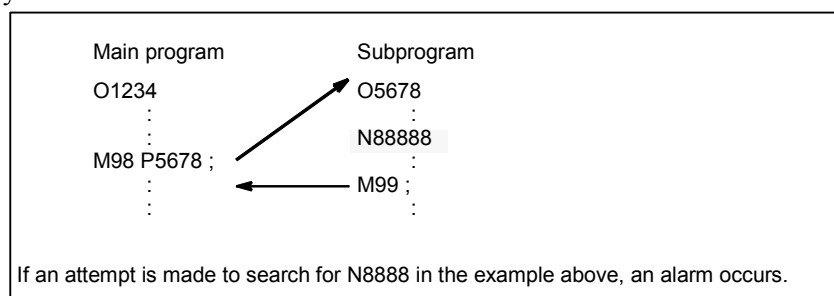 Main program Subprogram
O1234 O5678
: :
: N88888
M98 P5678 ; :
: M99 ;
: :
If an attempt is made to search for N8888 in the example above, an alarm occurs.